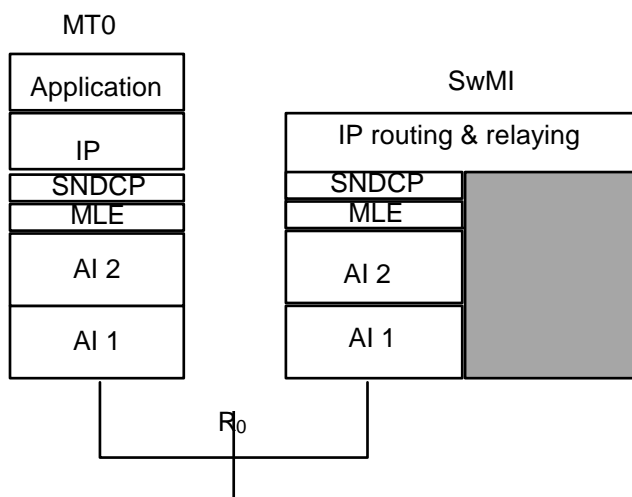 MT0
Application
SwMI
IP routing & relaying
IP
SNDCP
SNDCP
MLE
MLE
AI 2
AI 2
AI 1
AI 1
R₀